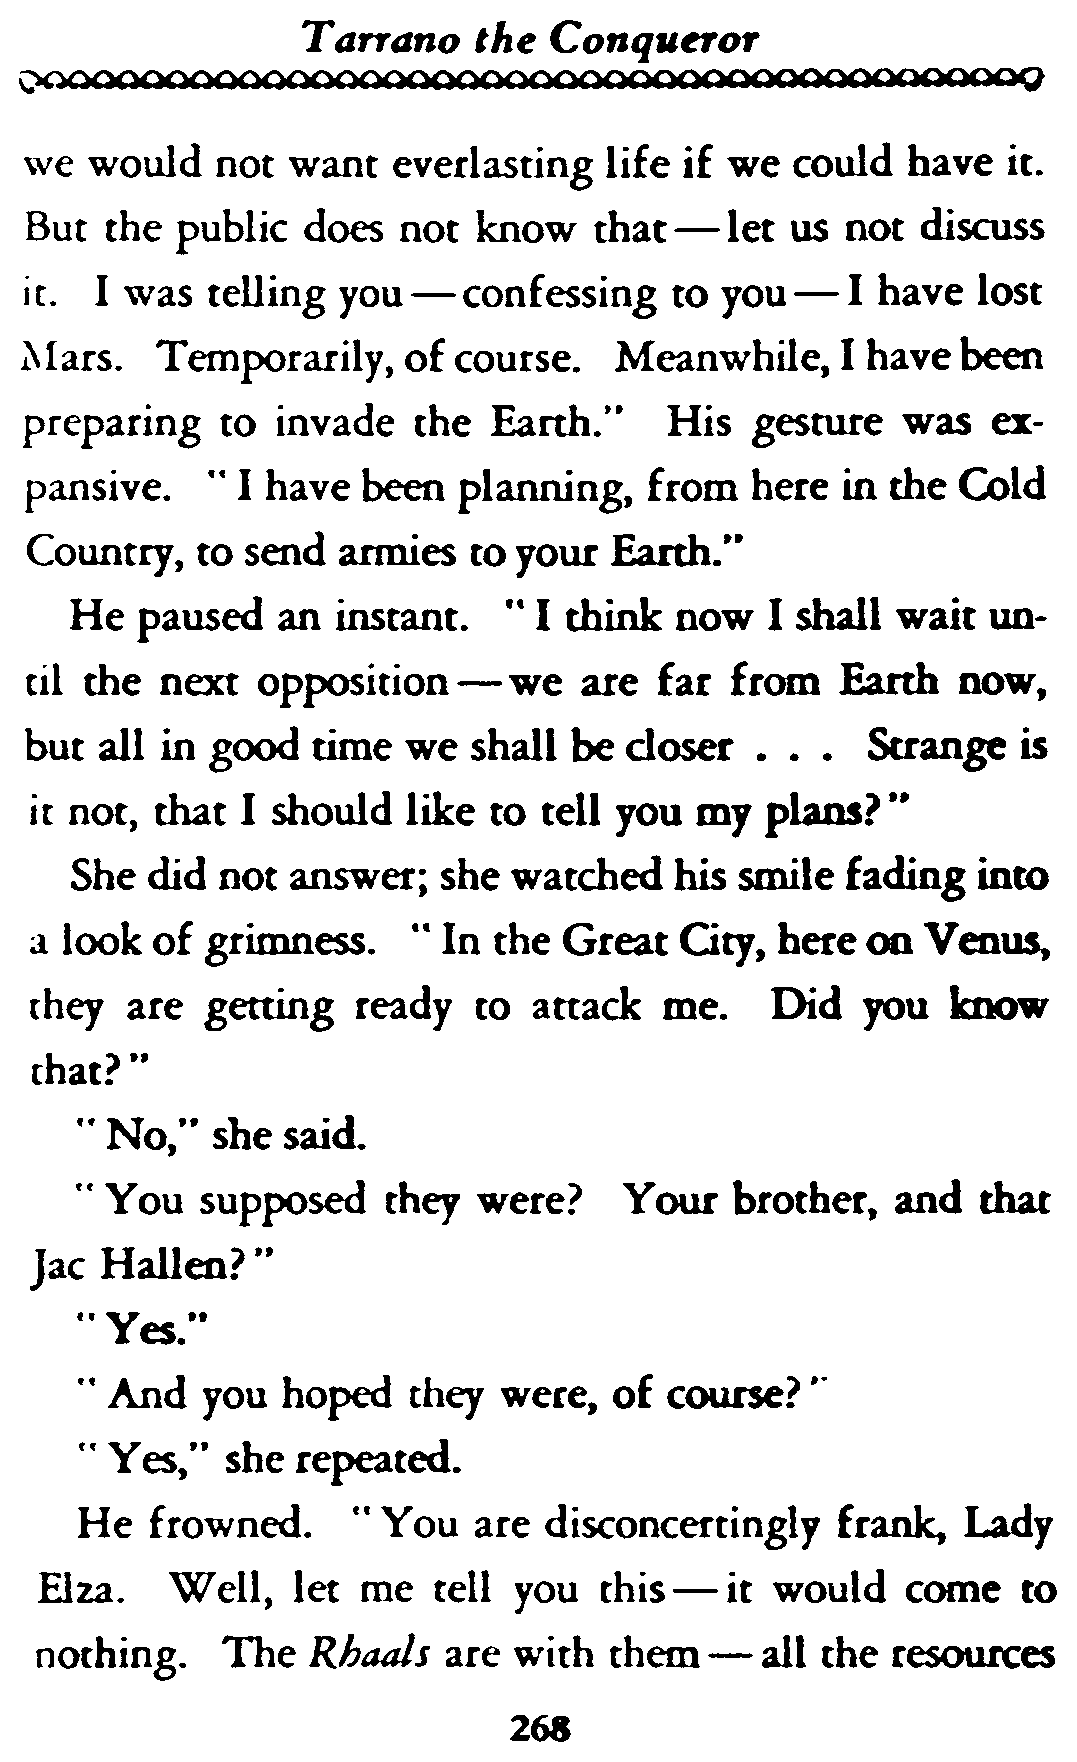 Tarrano the Conqueror
we would not want everlasting life if we could have it.
But the public does not know that—let us not discuss
it. I was telling you—confessing to you—I have lost
Mars. Temporarily, of course. Meanwhile, I have been
preparing to invade the Earth." His gesture was ex-
pansive. "I have been planning, from here in the Cold
Country, to send armies to your Earth."
He paused an instant. "I think now I shall wait un-
til the next opposition—we are far from Earth now,
but all in good time we shall be closer . . . Strange is
it not, that I should like to tell you my plans?"
She did not answer; she watched his smile fading into
a look of grimness. "In the Great City, here on Venus,
they are getting ready to attack me. Did you know
that?"
"No," she said.
"You supposed they were? Your brother, and that
Jac Hallen?"
"Yes."
"And you hoped they were, of course?"
"Yes," she repeated.
He frowned. "You are disconcertingly frank, Lady
Elza. Well, let me tell you this—it would come to
nothing. The Rhaals are with them—all the resources
268